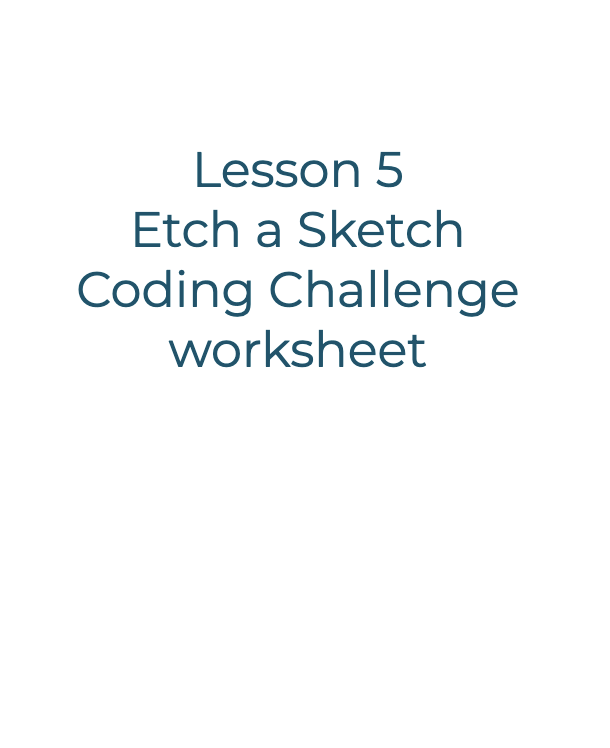 Lesson 5
Etch a Sketch
Coding Challenge
worksheet